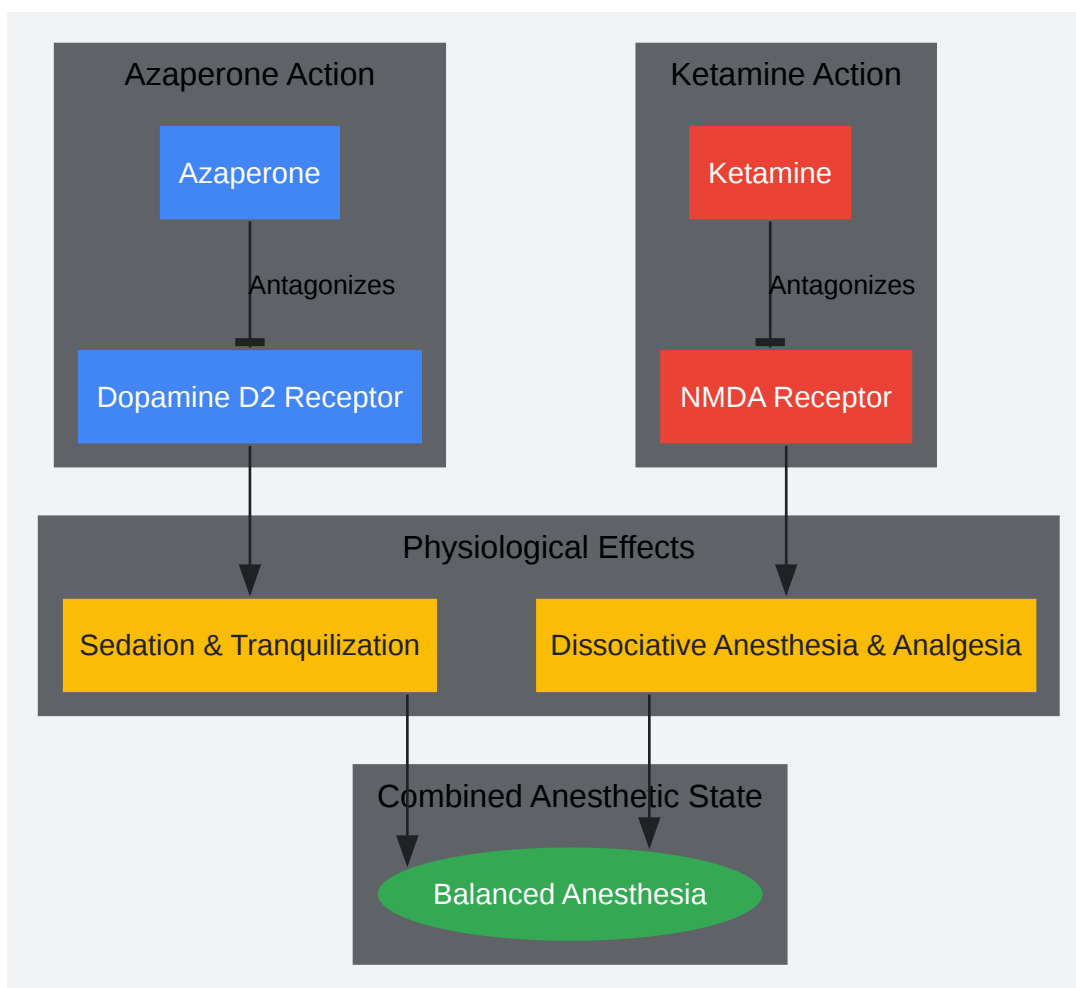 Azaperone Action
Ketamine Action
Azaperone
Ketamine
Antagonizes
Antagonizes
Dopamine D2 Receptor
NMDA Receptor
Physiological Effects
Sedation & Tranquilization
Dissociative Anesthesia & Analgesia
Combined Anesthetic State
Balanced Anesthesia